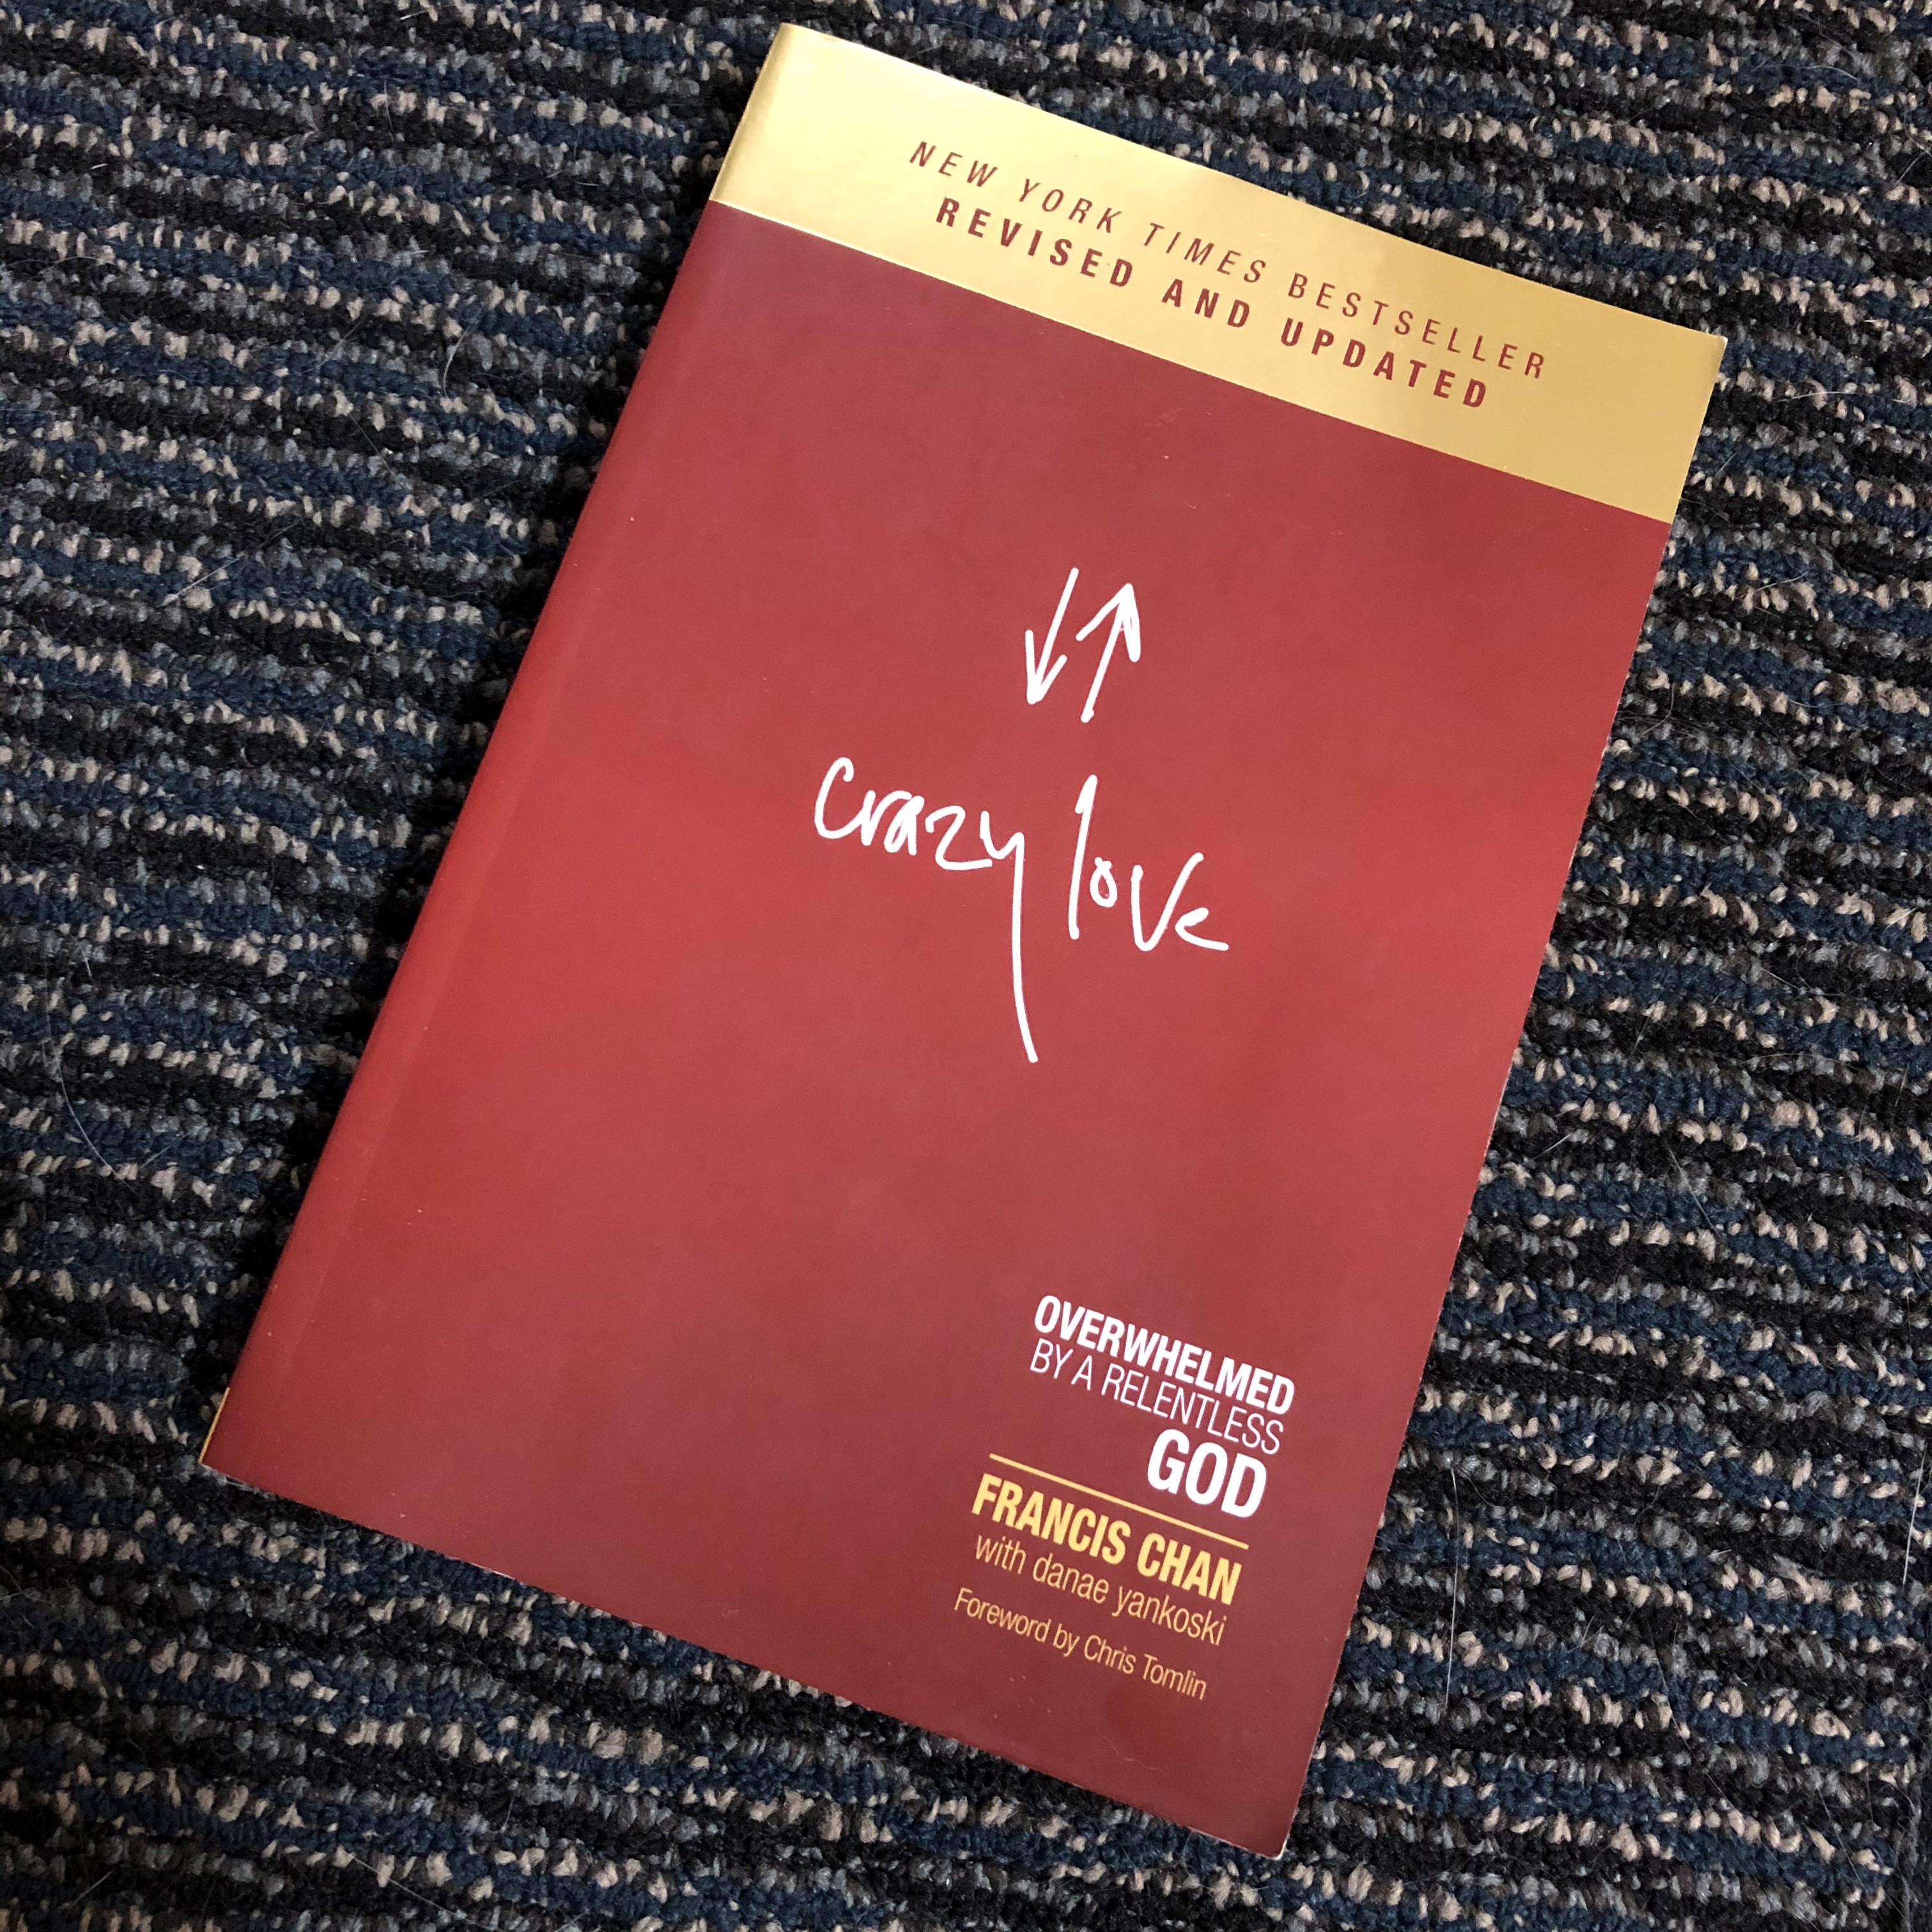 NEW YORK TIMES BESTSELLER
REVISED AND UPDATED
crazy love
OVERWHELMED
BY A RELENTLESS
GOD
FRANCIS CHAN
with danae yankoski
Foreword by Chris Tomlin